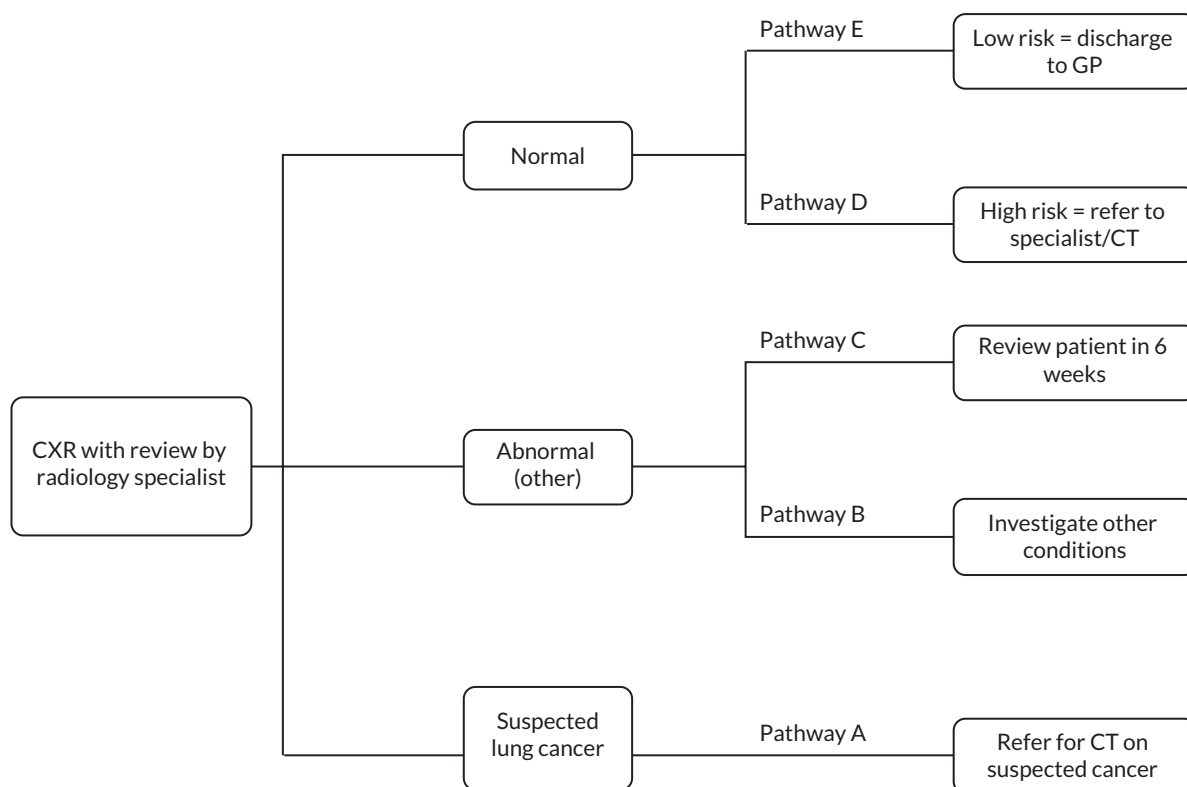 Pathway E
Low risk = discharge
to GP
Normal
Pathway D
High risk = refer to
specialist/CT
Pathway C
Review patient in 6
weeks
CXR with review by
radiology specialist
Abnormal
(other)
Pathway B
Investigate other
conditions
Suspected
lung cancer
Pathway A
Refer for CT on
suspected cancer